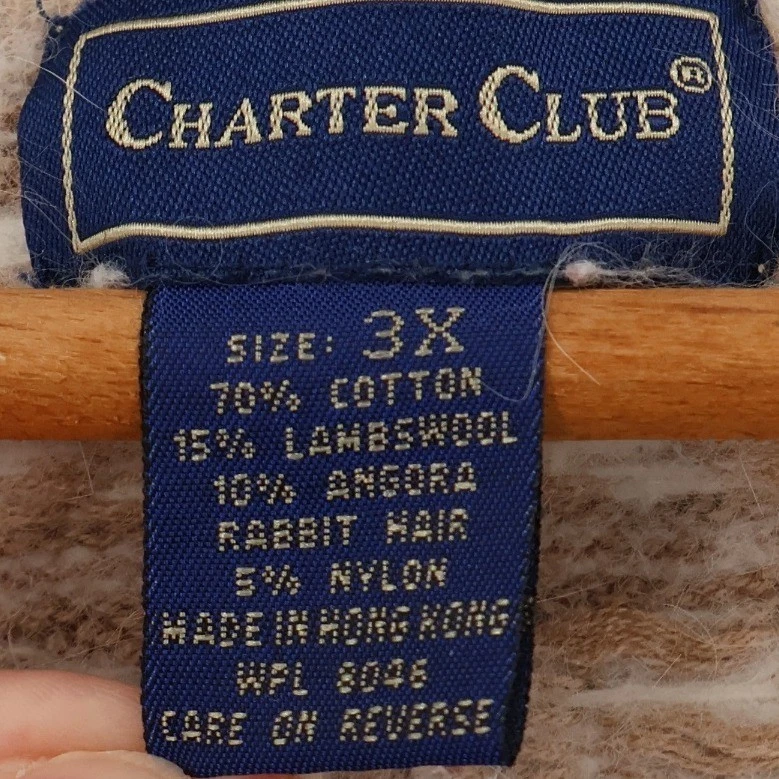 CHARTER CLUB®
SIZE: 3X
70% COTTON
15% LAMBSWOOL
10% ANGORA
RABBIT HAIR
5% NYLON
MADE IN HONG KONG
WPL 8046
CARE ON REVERSE